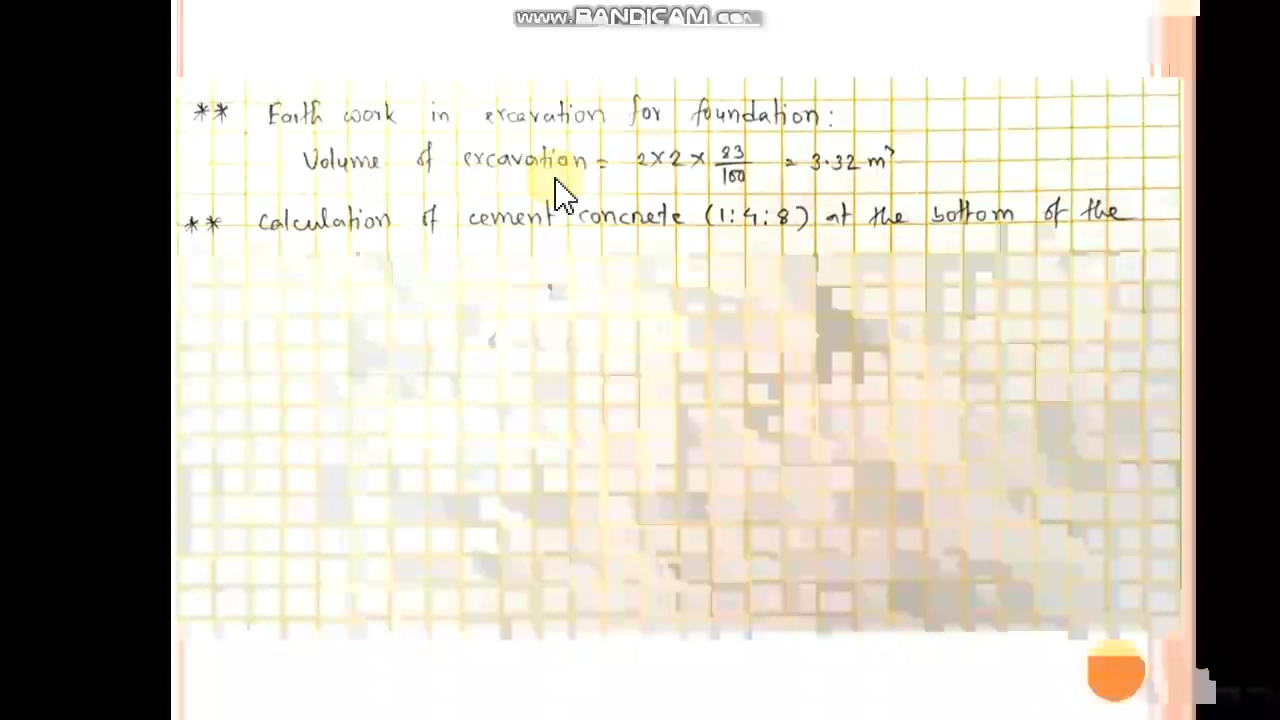 www.BANDICAM.com
** Earth work in excavation for foundation:
Volume of excavation = 2 x 2 x 83/100 = 3.32 m³
** Calculation of cement concrete (1:4:8) at the bottom of the